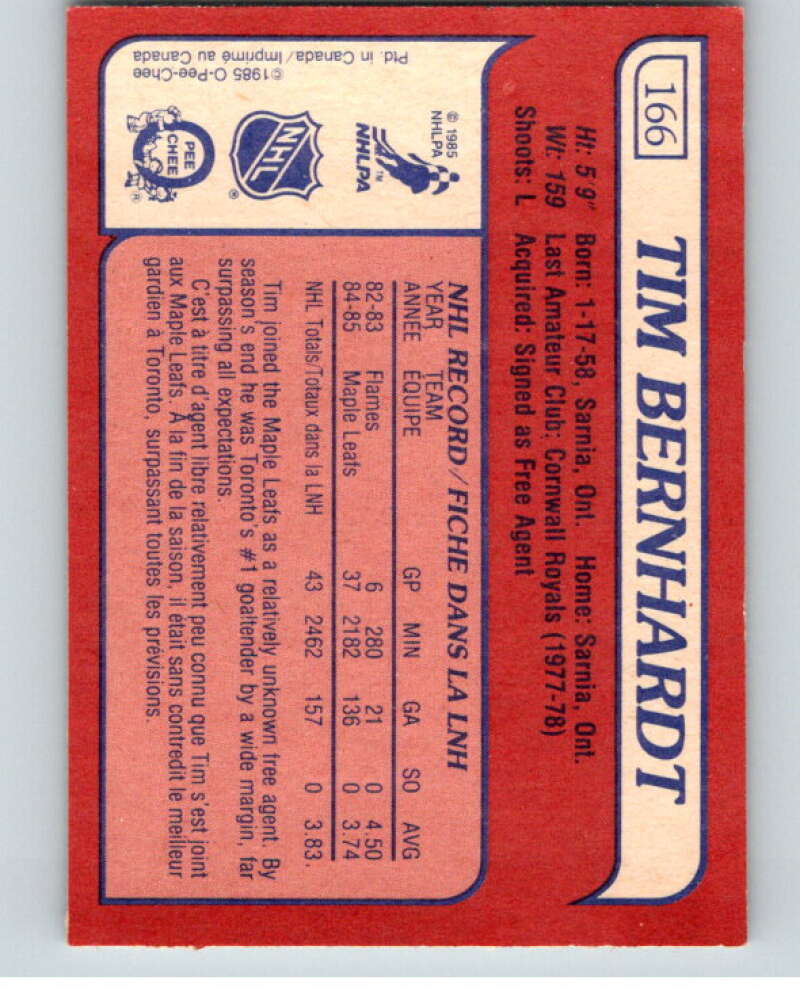 166
TIM BERNHARDT
Ht: 5'9" Born: 1-17-58, Sarnia, Ont. Home: Sarnia, Ont.
Wt: 159 Last Amateur Club: Cornwall Royals (1977-78)
Shoots: L Acquired: Signed as Free Agent
© 1985
NHLPA
NHLPA
TM
NHL
®
O
PEE
CHEE
®
©1985 O-Pee-Chee
Ptd. in Canada/Imprimé au Canada
NHL RECORD/FICHE DANS LA LNH
YEAR TEAM
ANNÉE ÉQUIPE GP MIN GA SO AVG
82-83 Flames 6 280 21 0 4.50
84-85 Maple Leafs 37 2182 136 0 3.74
NHL Totals/Totaux dans la LNH 43 2462 157 0 3.83.
Tim joined the Maple Leafs as a relatively unknown free agent. By
season's end he was Toronto's #1 goaltender by a wide margin, far
surpassing all expectations.
C'est à titre d'agent libre relativement peu connu que Tim s'est joint
aux Maple Leafs. À la fin de la saison, il était sans contredit le meilleur
gardien à Toronto, surpassant toutes les prévisions.